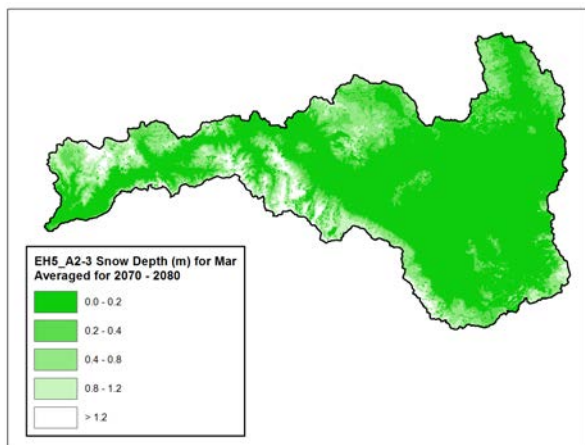 EH5_A2-3 Snow Depth (m) for Mar
Averaged for 2070 - 2080
0.0 - 0.2
0.2 - 0.4
0.4 - 0.8
0.8 - 1.2
> 1.2